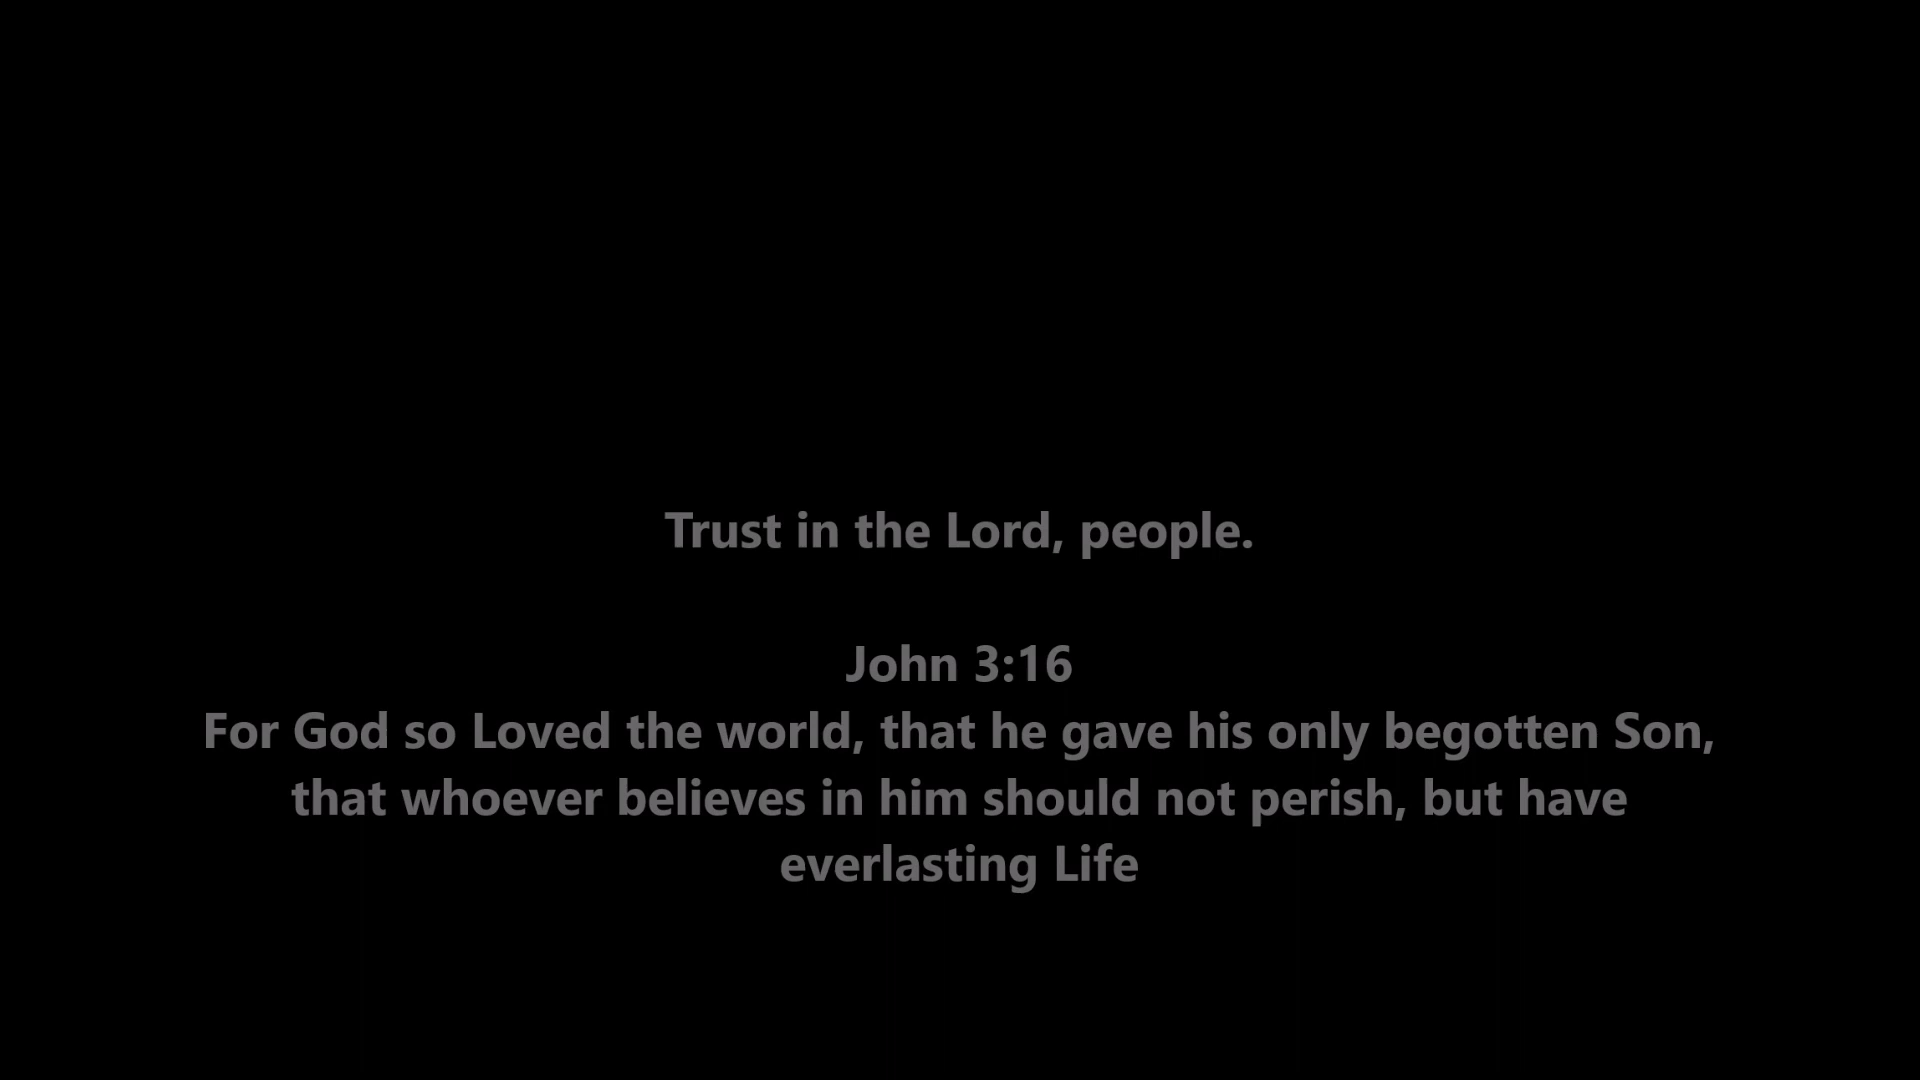 Trust in the Lord, people.
John 3:16
For God so Loved the world, that he gave his only begotten Son,
that whoever believes in him should not perish, but have
everlasting Life